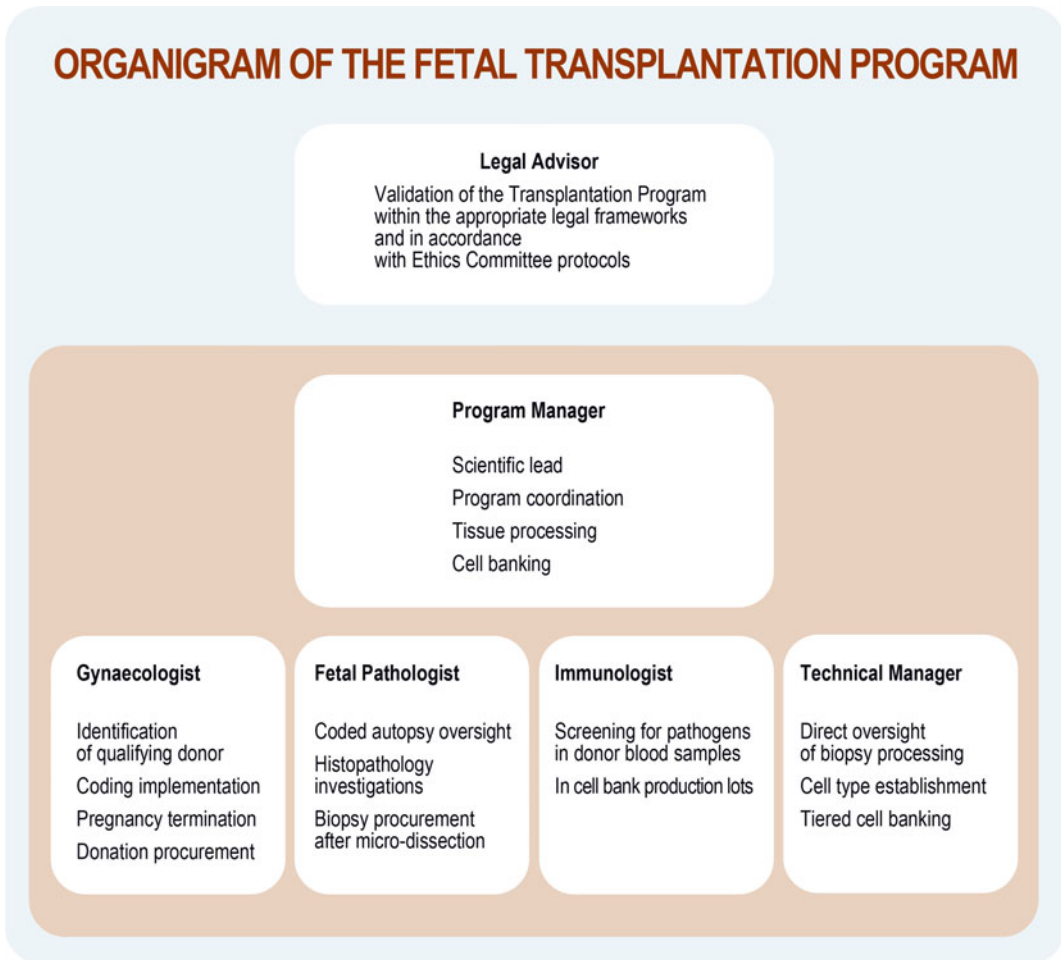 ORGANIGRAM OF THE FETAL TRANSPLANTATION PROGRAM
Legal Advisor
Validation of the Transplantation Program
within the appropriate legal frameworks
and in accordance
with Ethics Committee protocols
Program Manager
Scientific lead
Program coordination
Tissue processing
Cell banking
Gynaecologist
Identification
of qualifying donor
Coding implementation
Pregnancy termination
Donation procurement
Fetal Pathologist
Coded autopsy oversight
Histopathology
investigations
Biopsy procurement
after micro-dissection
Immunologist
Screening for pathogens
in donor blood samples
In cell bank production lots
Technical Manager
Direct oversight
of biopsy processing
Cell type establishment
Tiered cell banking